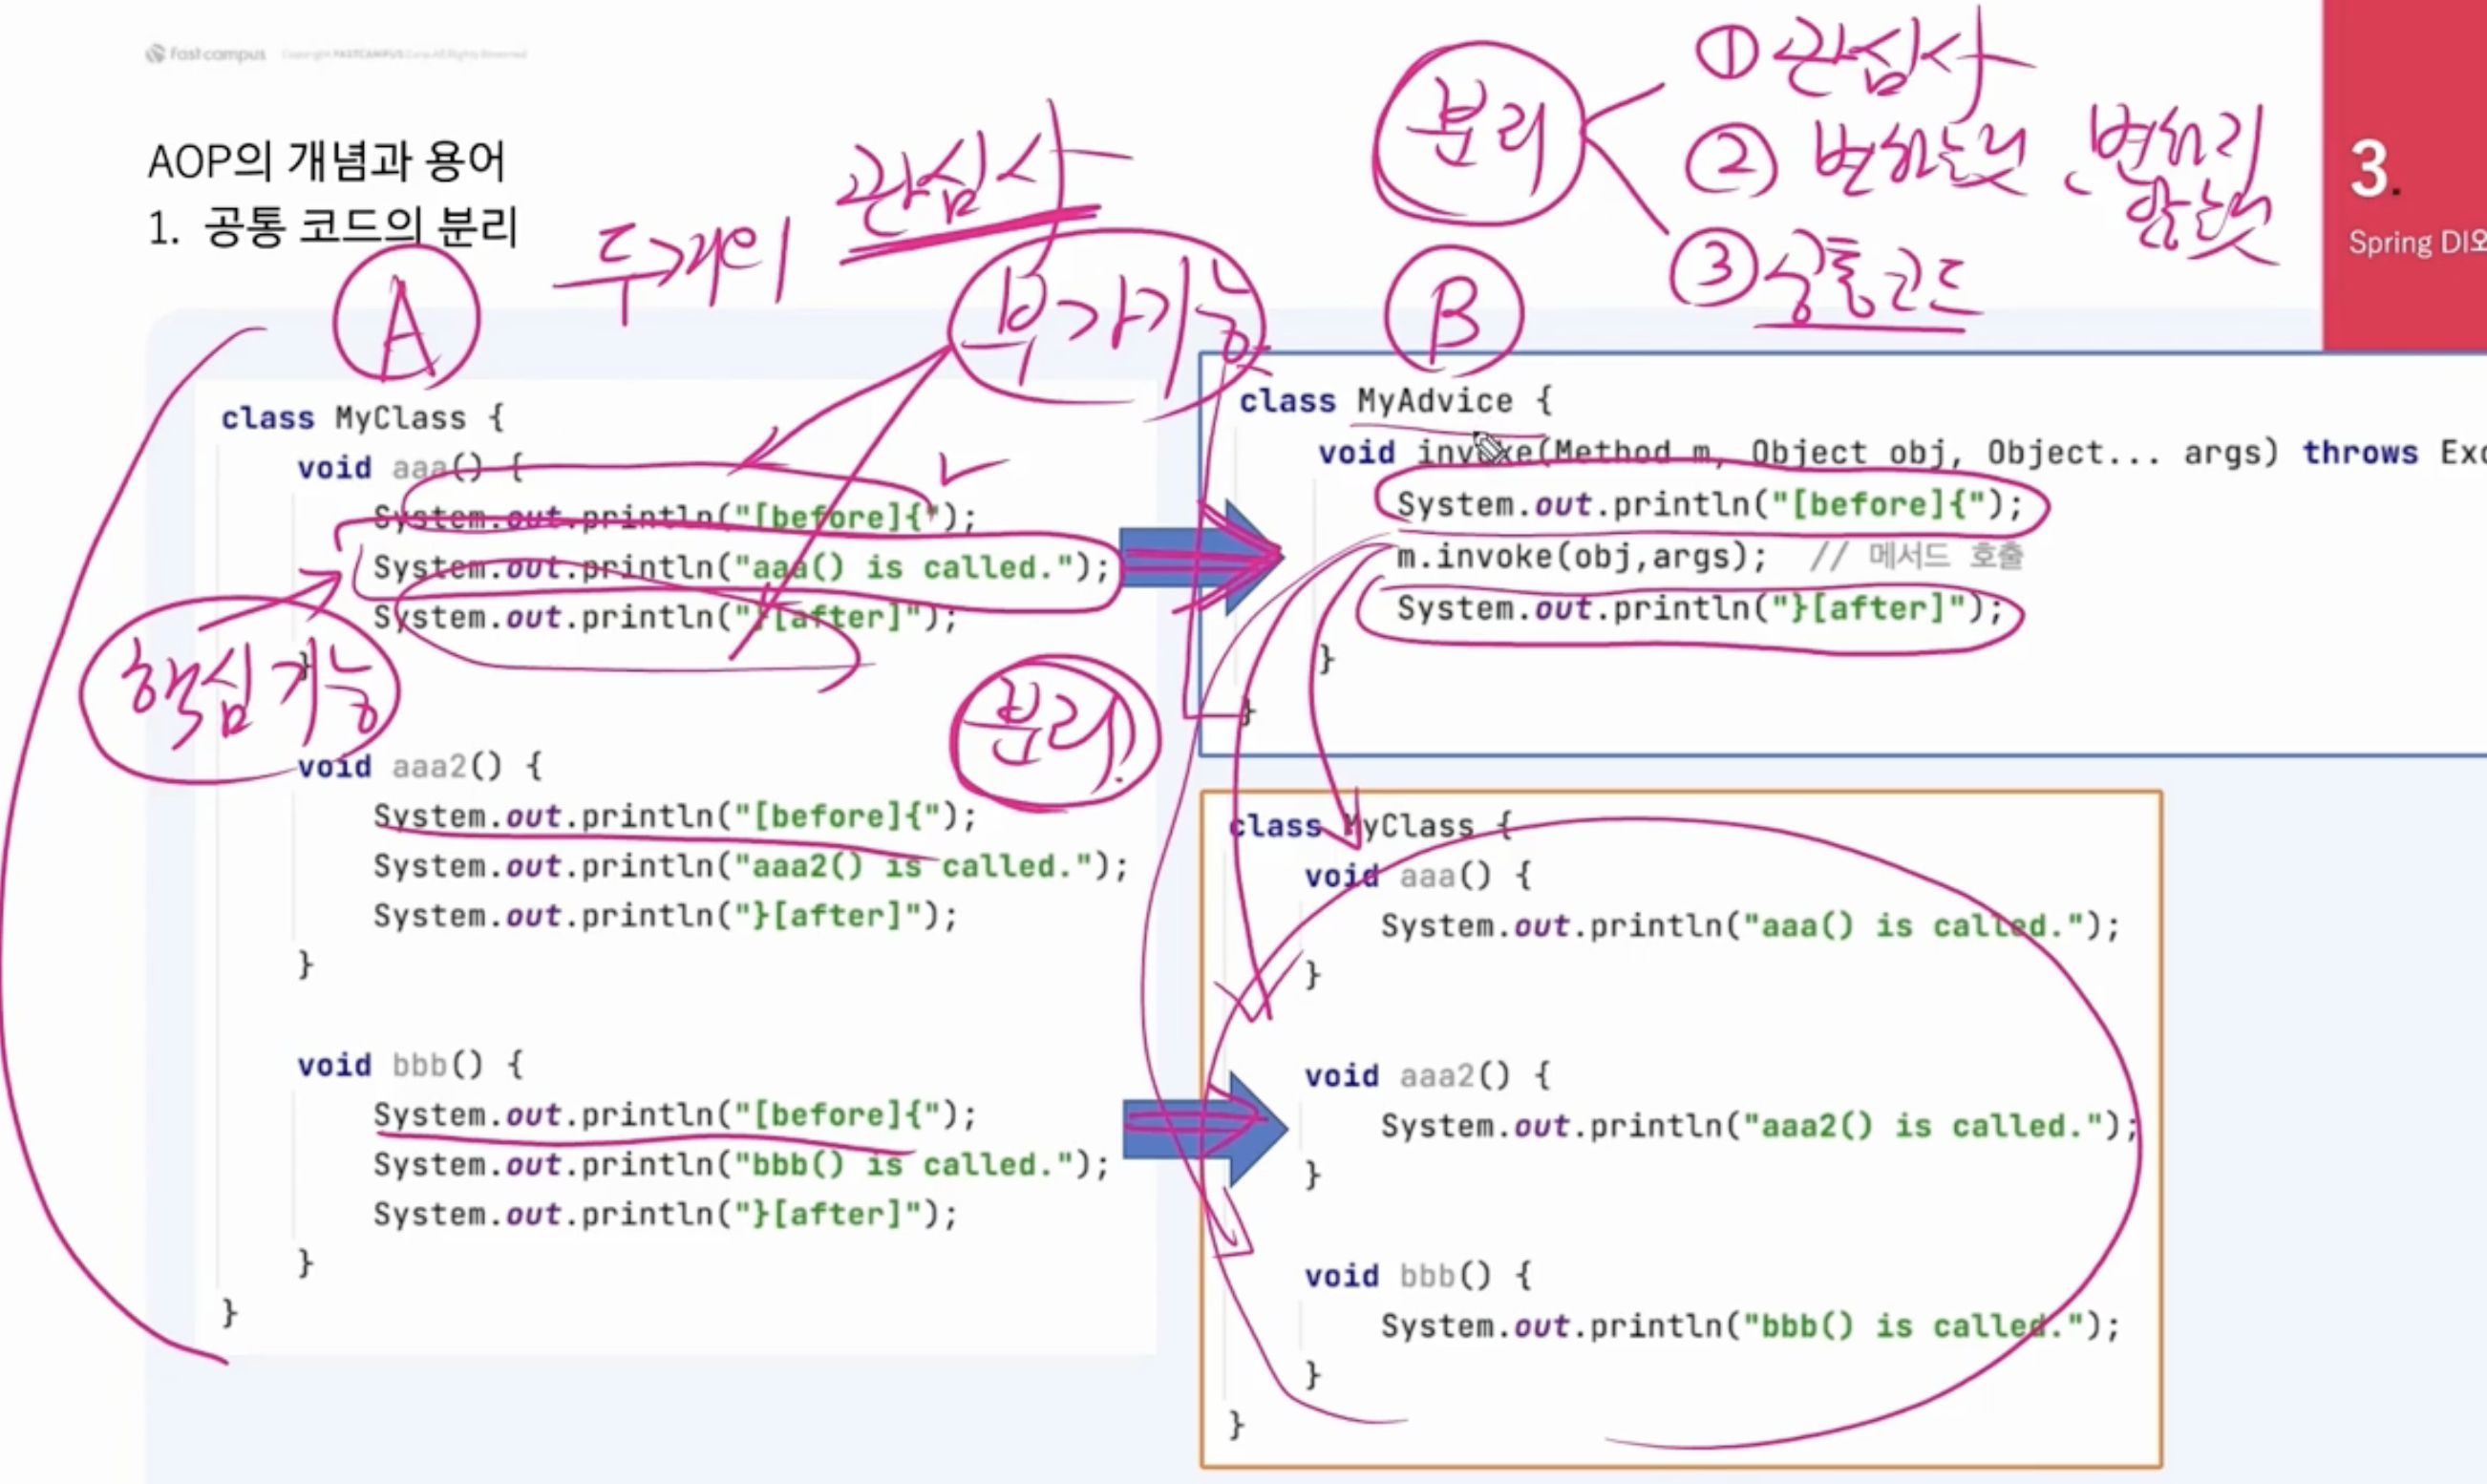 fastcampus Copyright FASTCAMPUS Corp. All Rights Reserved
AOP의 개념과 용어
1. 공통 코드의 분리
두개의 관심사
부가기능
분리
① 관심사
② 변하는것, 변하지 않는것
③ 공통코드
3.
Spring DI오
A
B
class MyClass {
void aaa() {
System.out.println("[before]{");
System.out.println("aaa() is called.");
System.out.println("}[after]");
}
핵심기능
분리!
void aaa2() {
System.out.println("[before]{");
System.out.println("aaa2() is called.");
System.out.println("}[after]");
}
void bbb() {
System.out.println("[before]{");
System.out.println("bbb() is called.");
System.out.println("}[after]");
}
}
class MyAdvice {
void invoke(Method m, Object obj, Object... args) throws Exc
System.out.println("[before]{");
m.invoke(obj,args); // 메서드 호출
System.out.println("}[after]");
}
}
class MyClass {
void aaa() {
System.out.println("aaa() is called.");
}
void aaa2() {
System.out.println("aaa2() is called.");
}
void bbb() {
System.out.println("bbb() is called.");
}
}